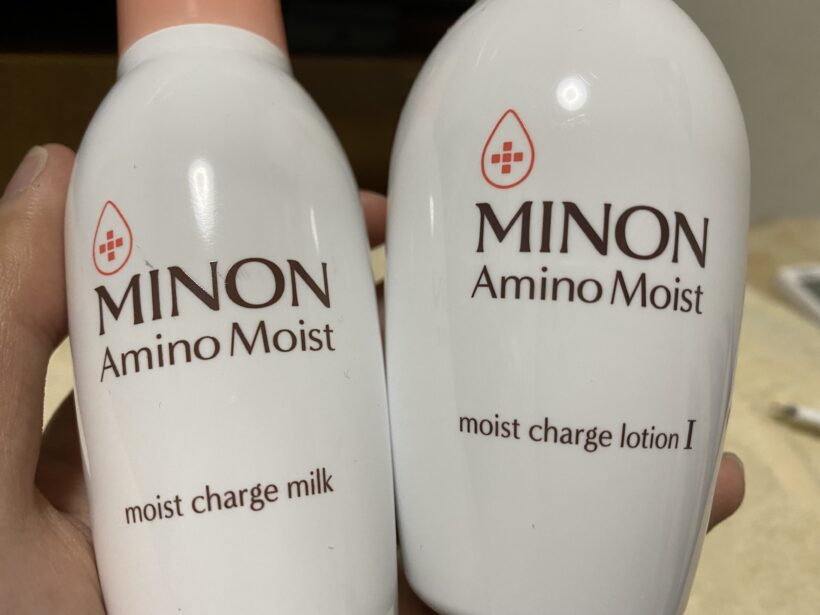 MINON
Amino Moist
moist charge milk
MINON
Amino Moist
moist charge lotion I